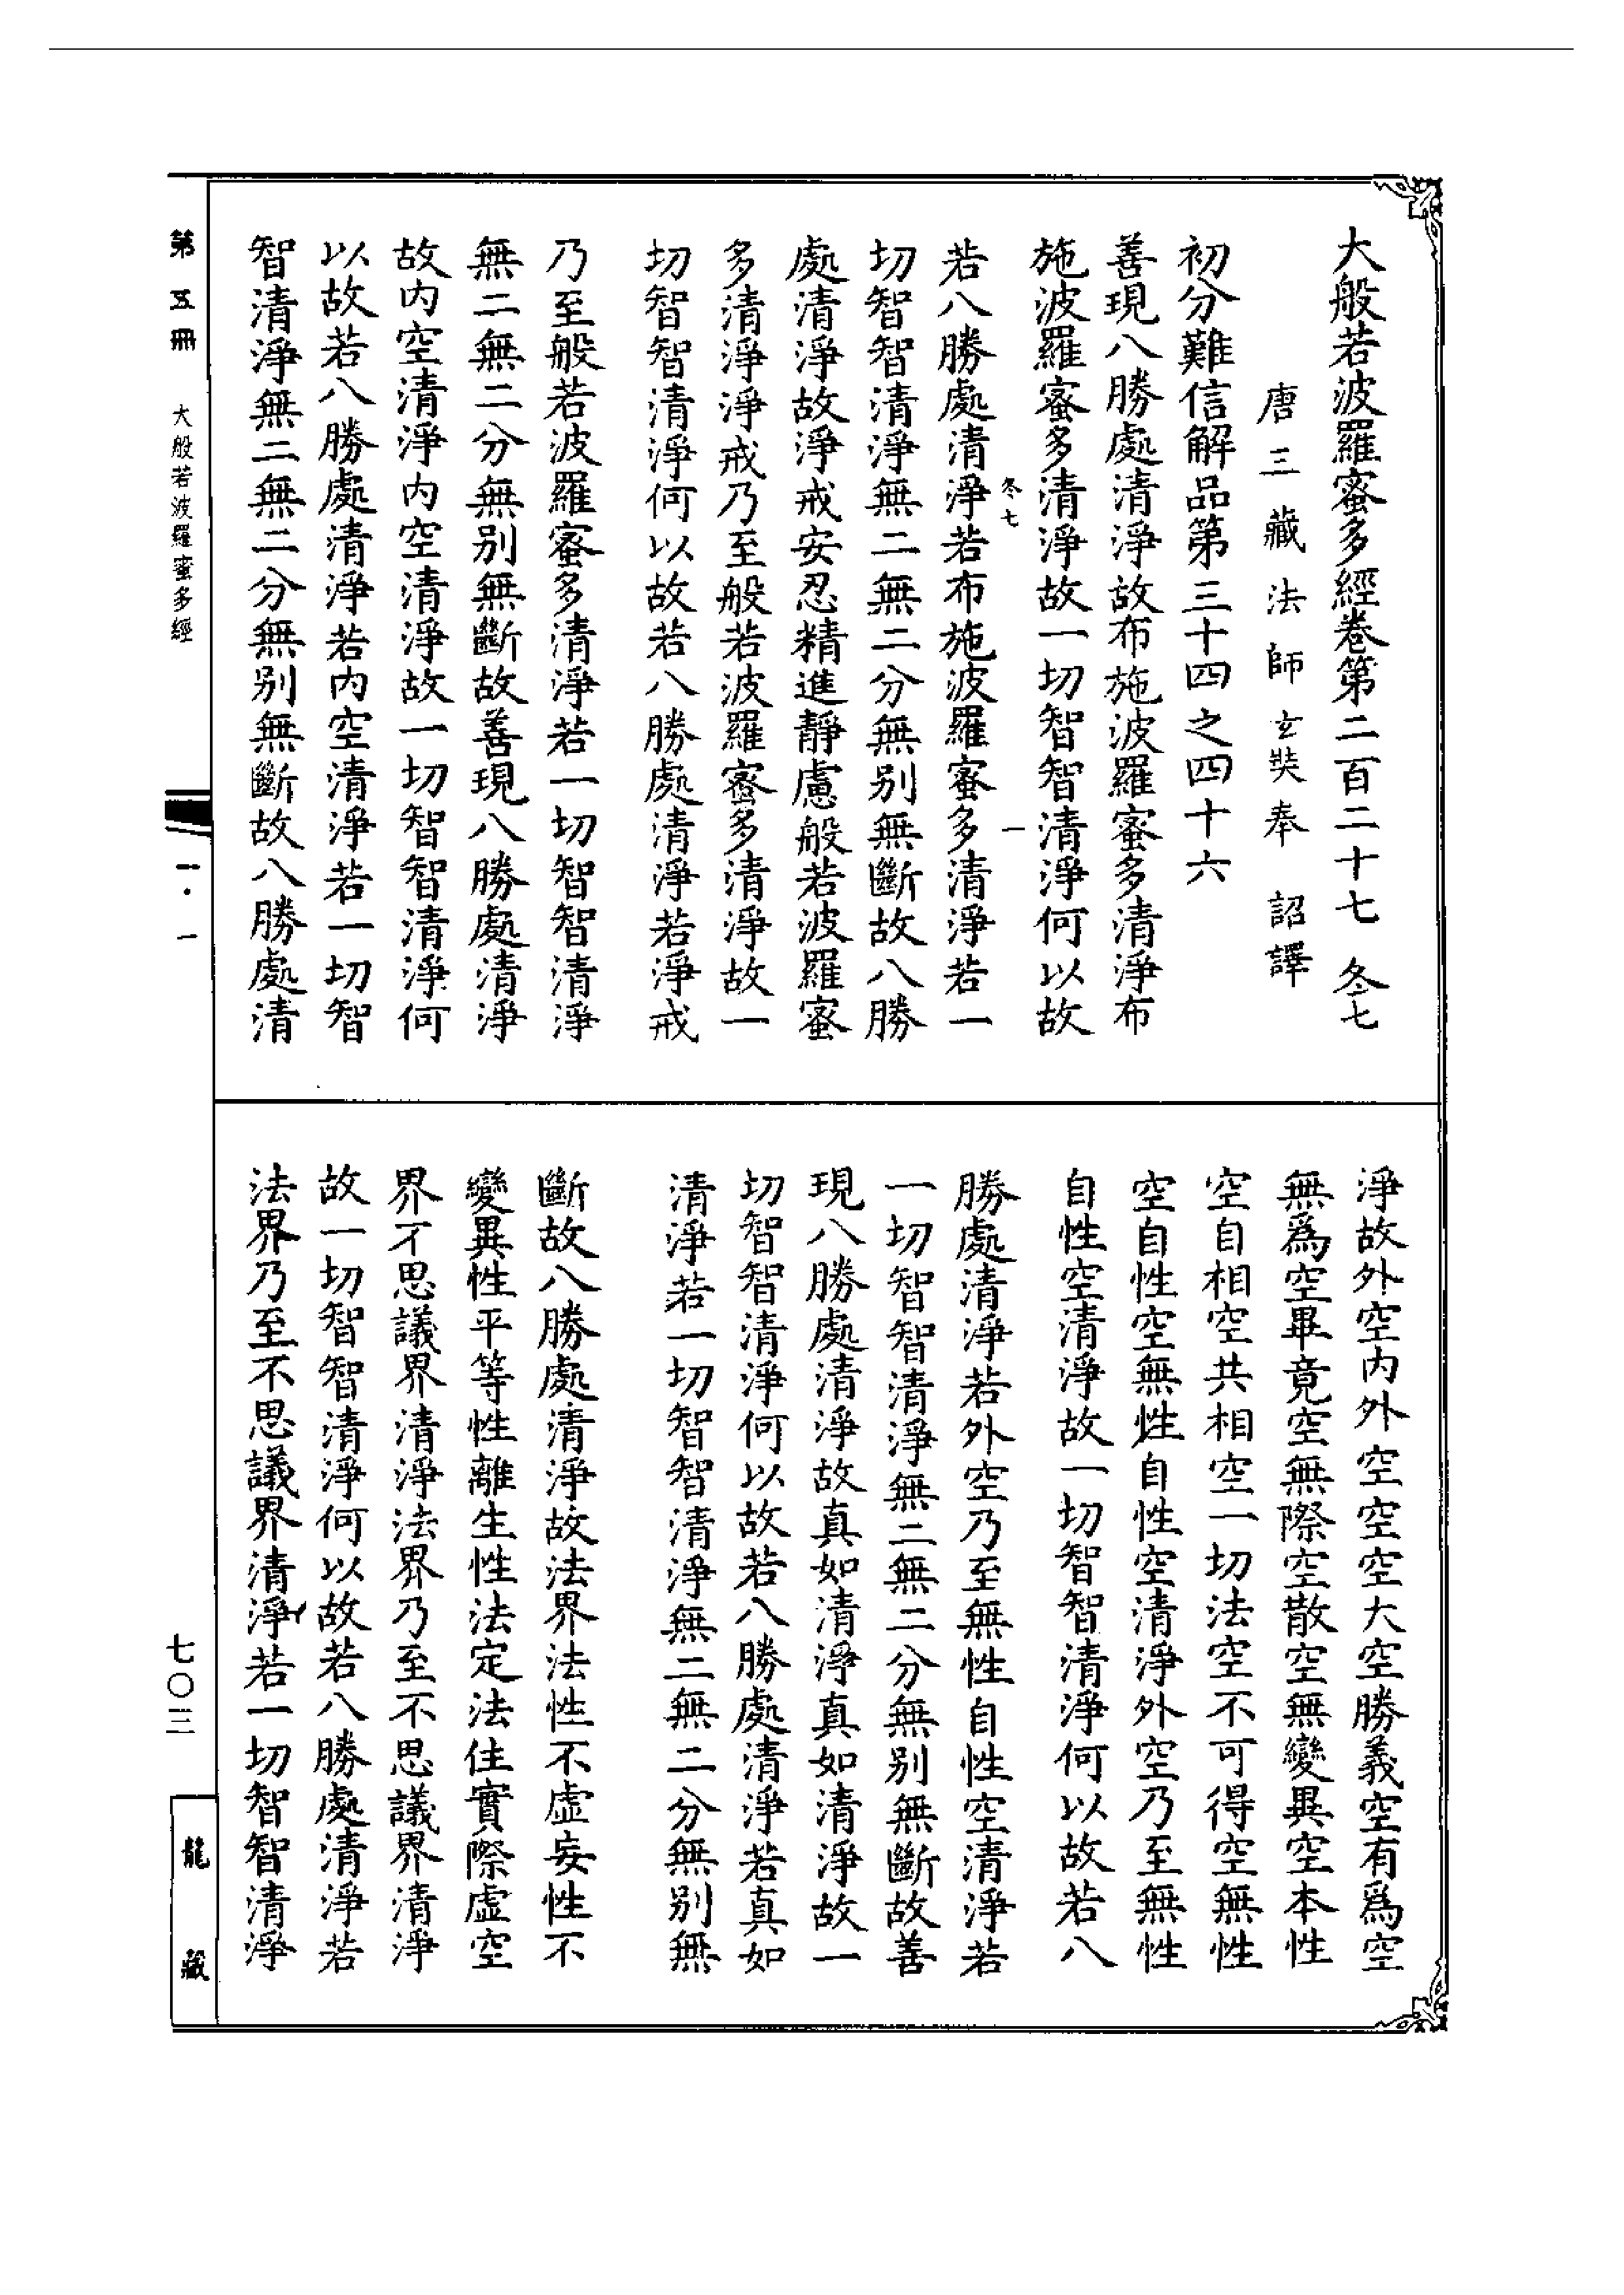 大般若波羅蜜多經卷第二百二十七 冬七
唐三藏法師玄奘奉 詔譯
初分難信解品第三十四之四十六
善現八勝處清淨故布施波羅蜜多清淨布
施波羅蜜多清淨故一切智智清淨何以故
冬七 一
若八勝處清淨若布施波羅蜜多清淨若一
切智智清淨無二無二分無別無斷故八勝
處清淨故淨戒安忍精進靜慮般若波羅蜜
多清淨淨戒乃至般若波羅蜜多清淨故一
切智智清淨何以故若八勝處清淨若淨戒
乃至般若波羅蜜多清淨若一切智智清淨
無二無二分無別無斷故善現八勝處清淨
故內空清淨內空清淨故一切智智清淨何
以故若八勝處清淨若內空清淨若一切智
智清淨無二無二分無別無斷故八勝處清
淨故外空內外空空空大空勝義空有爲空
無爲空畢竟空無際空散空無變異空本性
空自相空共相空一切法空不可得空無性
空自性空無性自性空清淨外空乃至無性
自性空清淨故一切智智清淨何以故若八
勝處清淨若外空乃至無性自性空清淨若
一切智智清淨無二無二分無別無斷故善
現八勝處清淨故真如清淨真如清淨故一
切智智清淨何以故若八勝處清淨若真如
清淨若一切智智清淨無二無二分無別無
斷故八勝處清淨故法界法性不虛妄性不
變異性平等性離生性法定法住實際虛空
界不思議界清淨法界乃至不思議界清淨
故一切智智清淨何以故若八勝處清淨若
法界乃至不思議界清淨若一切智智清淨
第五冊 大般若波羅蜜多經
一·一
七〇三
龍藏